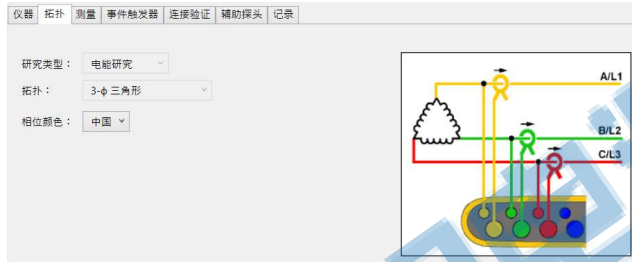 仪器 拓扑 测量 事件触发器 连接验证 辅助探头 记录
研究类型： 电能研究
拓扑： 3-ф 三角形
相位颜色： 中国
A/L1
B/L2
C/L3